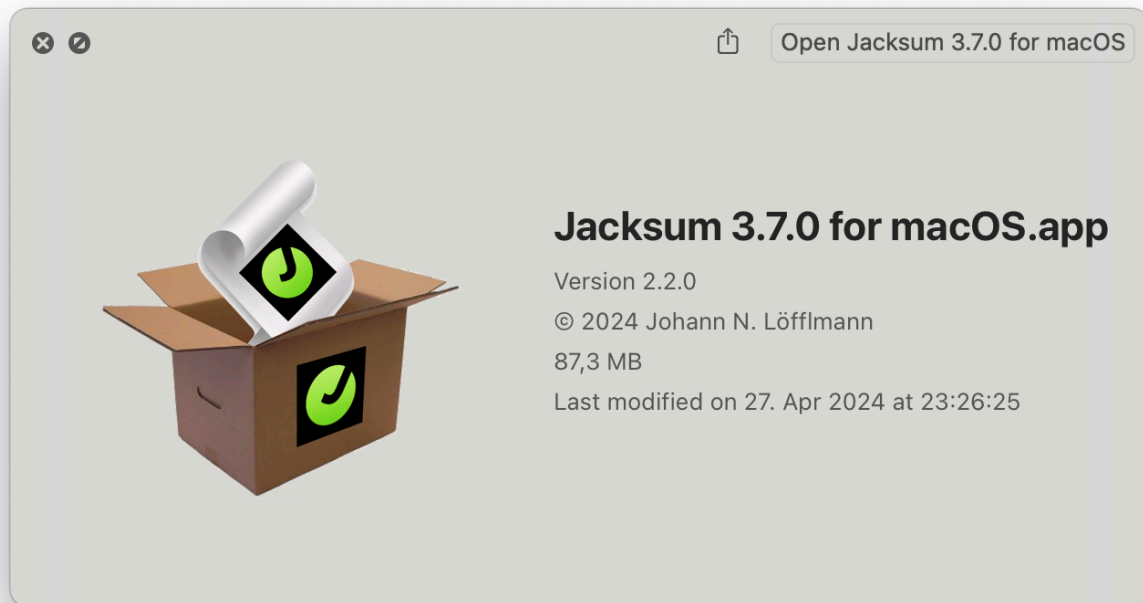 Open Jacksum 3.7.0 for macOS
Jacksum 3.7.0 for macOS.app
Version 2.2.0
© 2024 Johann N. Löfflmann
87,3 MB
Last modified on 27. Apr 2024 at 23:26:25